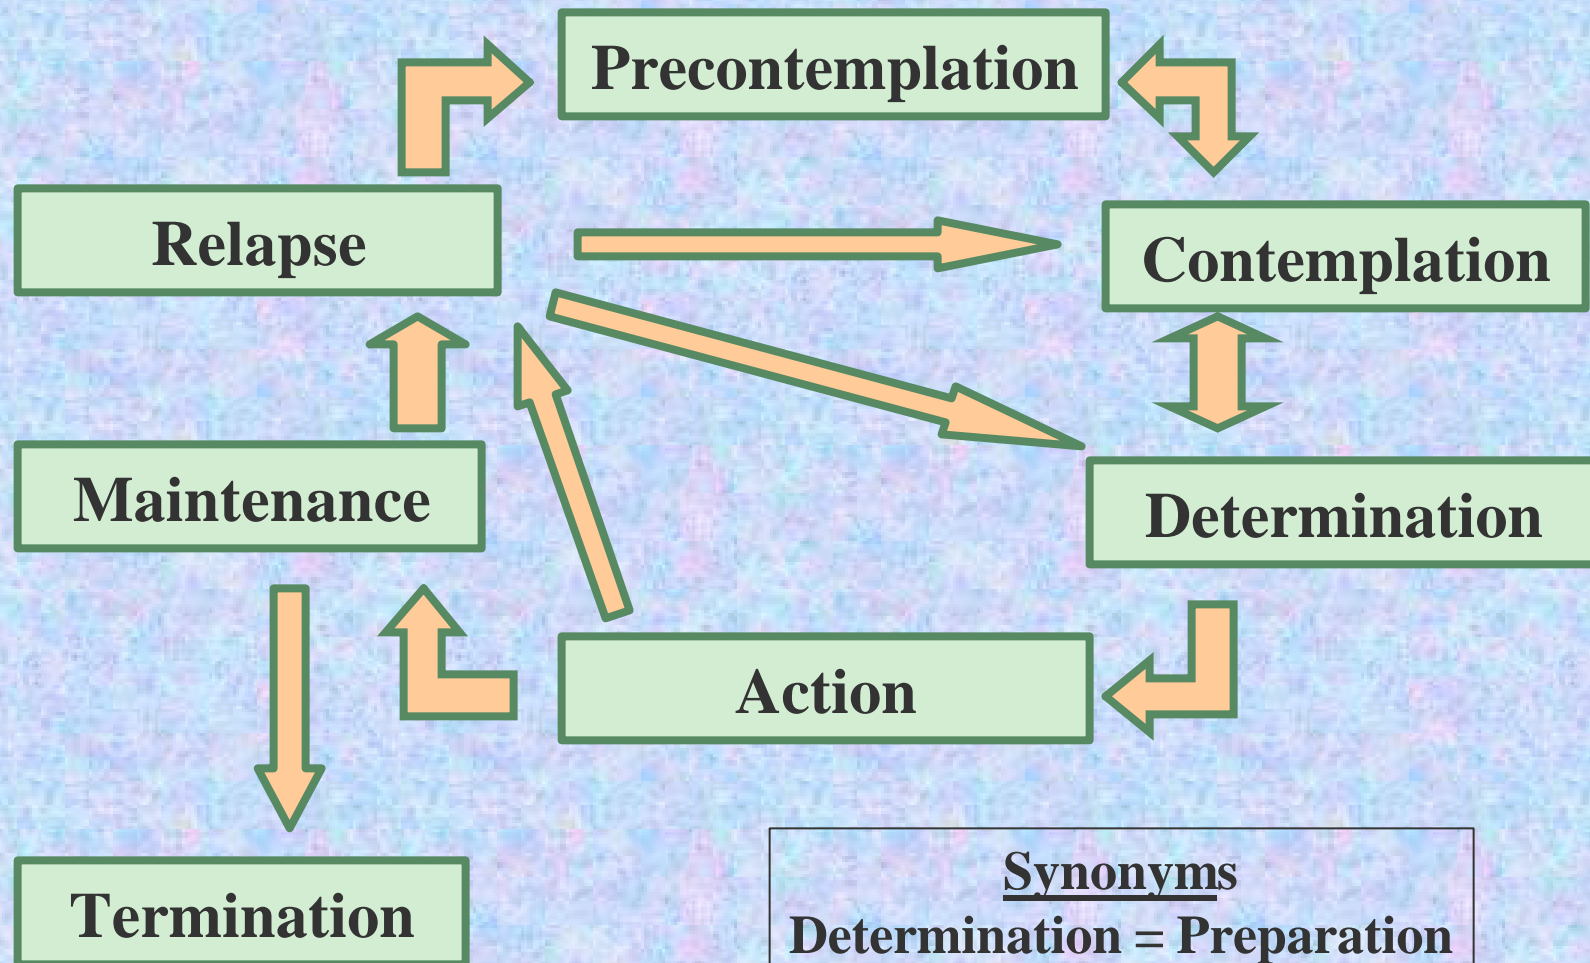 Precontemplation
Relapse
Contemplation
Maintenance
Determination
Action
Termination
Synonyms
Determination = Preparation